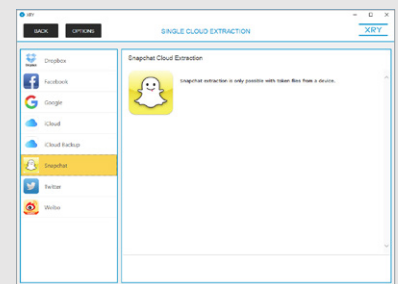 XRY
BACK
OPTIONS
SINGLE CLOUD EXTRACTION
XRY
Dropbox
Facebook
Google
iCloud
iCloud Backup
Snapchat
Twitter
Weibo
Snapchat Cloud Extraction
Snapchat extraction is only possible with token files from a device.